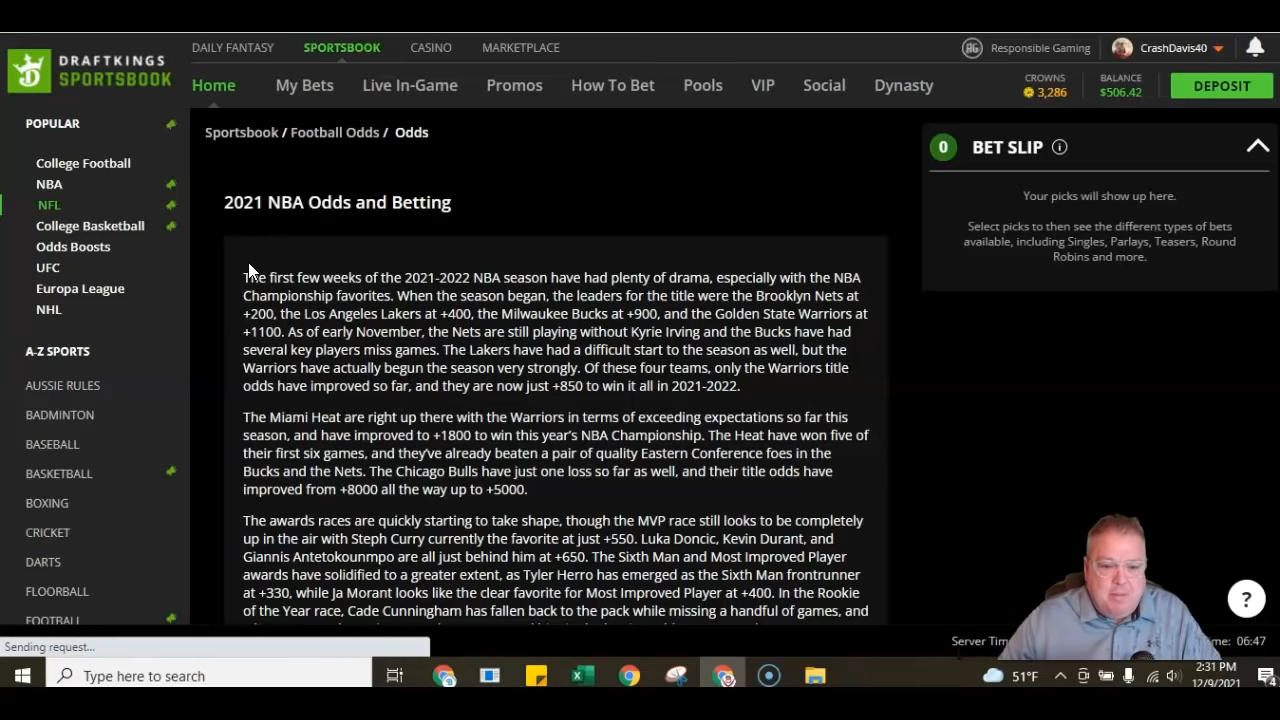 DAILY FANTASY SPORTSBOOK CASINO MARKETPLACE
Responsible Gaming CrashDavis40
DRAFTKINGS
SPORTSBOOK
Home My Bets Live In-Game Promos How To Bet Pools VIP Social Dynasty
CROWNS
3,286
BALANCE
$506.42
DEPOSIT
POPULAR
College Football
NBA
NFL
College Basketball
Odds Boosts
UFC
Europa League
NHL
A-Z SPORTS
AUSSIE RULES
BADMINTON
BASEBALL
BASKETBALL
BOXING
CRICKET
DARTS
FLOORBALL
FOOTBALL
Sportsbook / Football Odds / Odds
2021 NBA Odds and Betting
The first few weeks of the 2021-2022 NBA season have had plenty of drama, especially with the NBA
Championship favorites. When the season began, the leaders for the title were the Brooklyn Nets at
+200, the Los Angeles Lakers at +400, the Milwaukee Bucks at +900, and the Golden State Warriors at
+1100. As of early November, the Nets are still playing without Kyrie Irving and the Bucks have had
several key players miss games. The Lakers have had a difficult start to the season as well, but the
Warriors have actually begun the season very strongly. Of these four teams, only the Warriors title
odds have improved so far, and they are now just +850 to win it all in 2021-2022.
The Miami Heat are right up there with the Warriors in terms of exceeding expectations so far this
season, and have improved to +1800 to win this year's NBA Championship. The Heat have won five of
their first six games, and they've already beaten a pair of quality Eastern Conference foes in the
Bucks and the Nets. The Chicago Bulls have just one loss so far as well, and their title odds have
improved from +8000 all the way up to +5000.
The awards races are quickly starting to take shape, though the MVP race still looks to be completely
up in the air with Steph Curry currently the favorite at just +550. Luka Doncic, Kevin Durant, and
Giannis Antetokounmpo are all just behind him at +650. The Sixth Man and Most Improved Player
awards have solidified to a greater extent, as Tyler Herro has emerged as the Sixth Man frontrunner
at +330, while Ja Morant looks like the clear favorite for Most Improved Player at +400. In the Rookie
of the Year race, Cade Cunningham has fallen back to the pack while missing a handful of games, and
0 BET SLIP
Your picks will show up here.
Select picks to then see the different types of bets
available, including Singles, Parlays, Teasers, Round
Robins and more.
?
Sending request...
Server Tim
me: 06:47
Type here to search
51°F
2:31 PM
12/9/2021
4